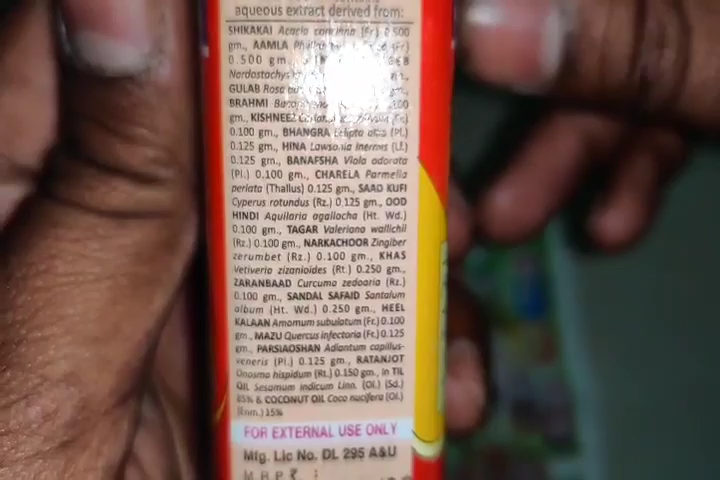 aqueous extract derived from:
SHIKAKAI Acacia concinna (Fr) 0.500
gm., AAMLA
0.500 gm.
Nardostachys
GULAB Rosa
BRAHMI
gm., KISHNEEZ
0.100 gm., BHANGRA Eclipta alba (Pl.)
0.125 gm., HINA Lawsonia inermis (Lf.)
0.125 gm., BANAFSHA Viola odorata
(Pl.) 0.100 gm., CHARELA Parmelia
perlata (Thallus) 0.125 gm., SAAD KUFI
Cyperus rotundus (Rz.) 0.125 gm., OOD
HINDI Aquilaria agallocha (Ht. Wd.)
0.100 gm., TAGAR Valeriana wallichii
(Rz.) 0.100 gm., NARKACHOOR Zingiber
zerumbet (Rz.) 0.100 gm., KHAS
Vetiveria zizanioides (Rt.) 0.250 gm.,
ZARANBAAD Curcuma zedoaria (Rz.)
0.100 gm., SANDAL SAFAID Santalum
album (Ht. Wd.) 0.250 gm., HEEL
KALAAN Amomum subulatum (Fr.) 0.100
gm., MAZU Quercus infectoria (Fr.) 0.125
gm., PARSIAOSHAN Adiantum capillus-
veneris (Pl.) 0.125 gm., RATANJOT
Onosma hispidum (Rt.) 0.150 gm., in TIL
OIL Sesamum indicum Linn. (Ol.) (Sd.)
85% & COCONUT OIL Coco nucifera (Ol.)
(Enm.) 15%
FOR EXTERNAL USE ONLY
Mfg. Lic No. DL 295 A&U
M.R.P. ₹ :